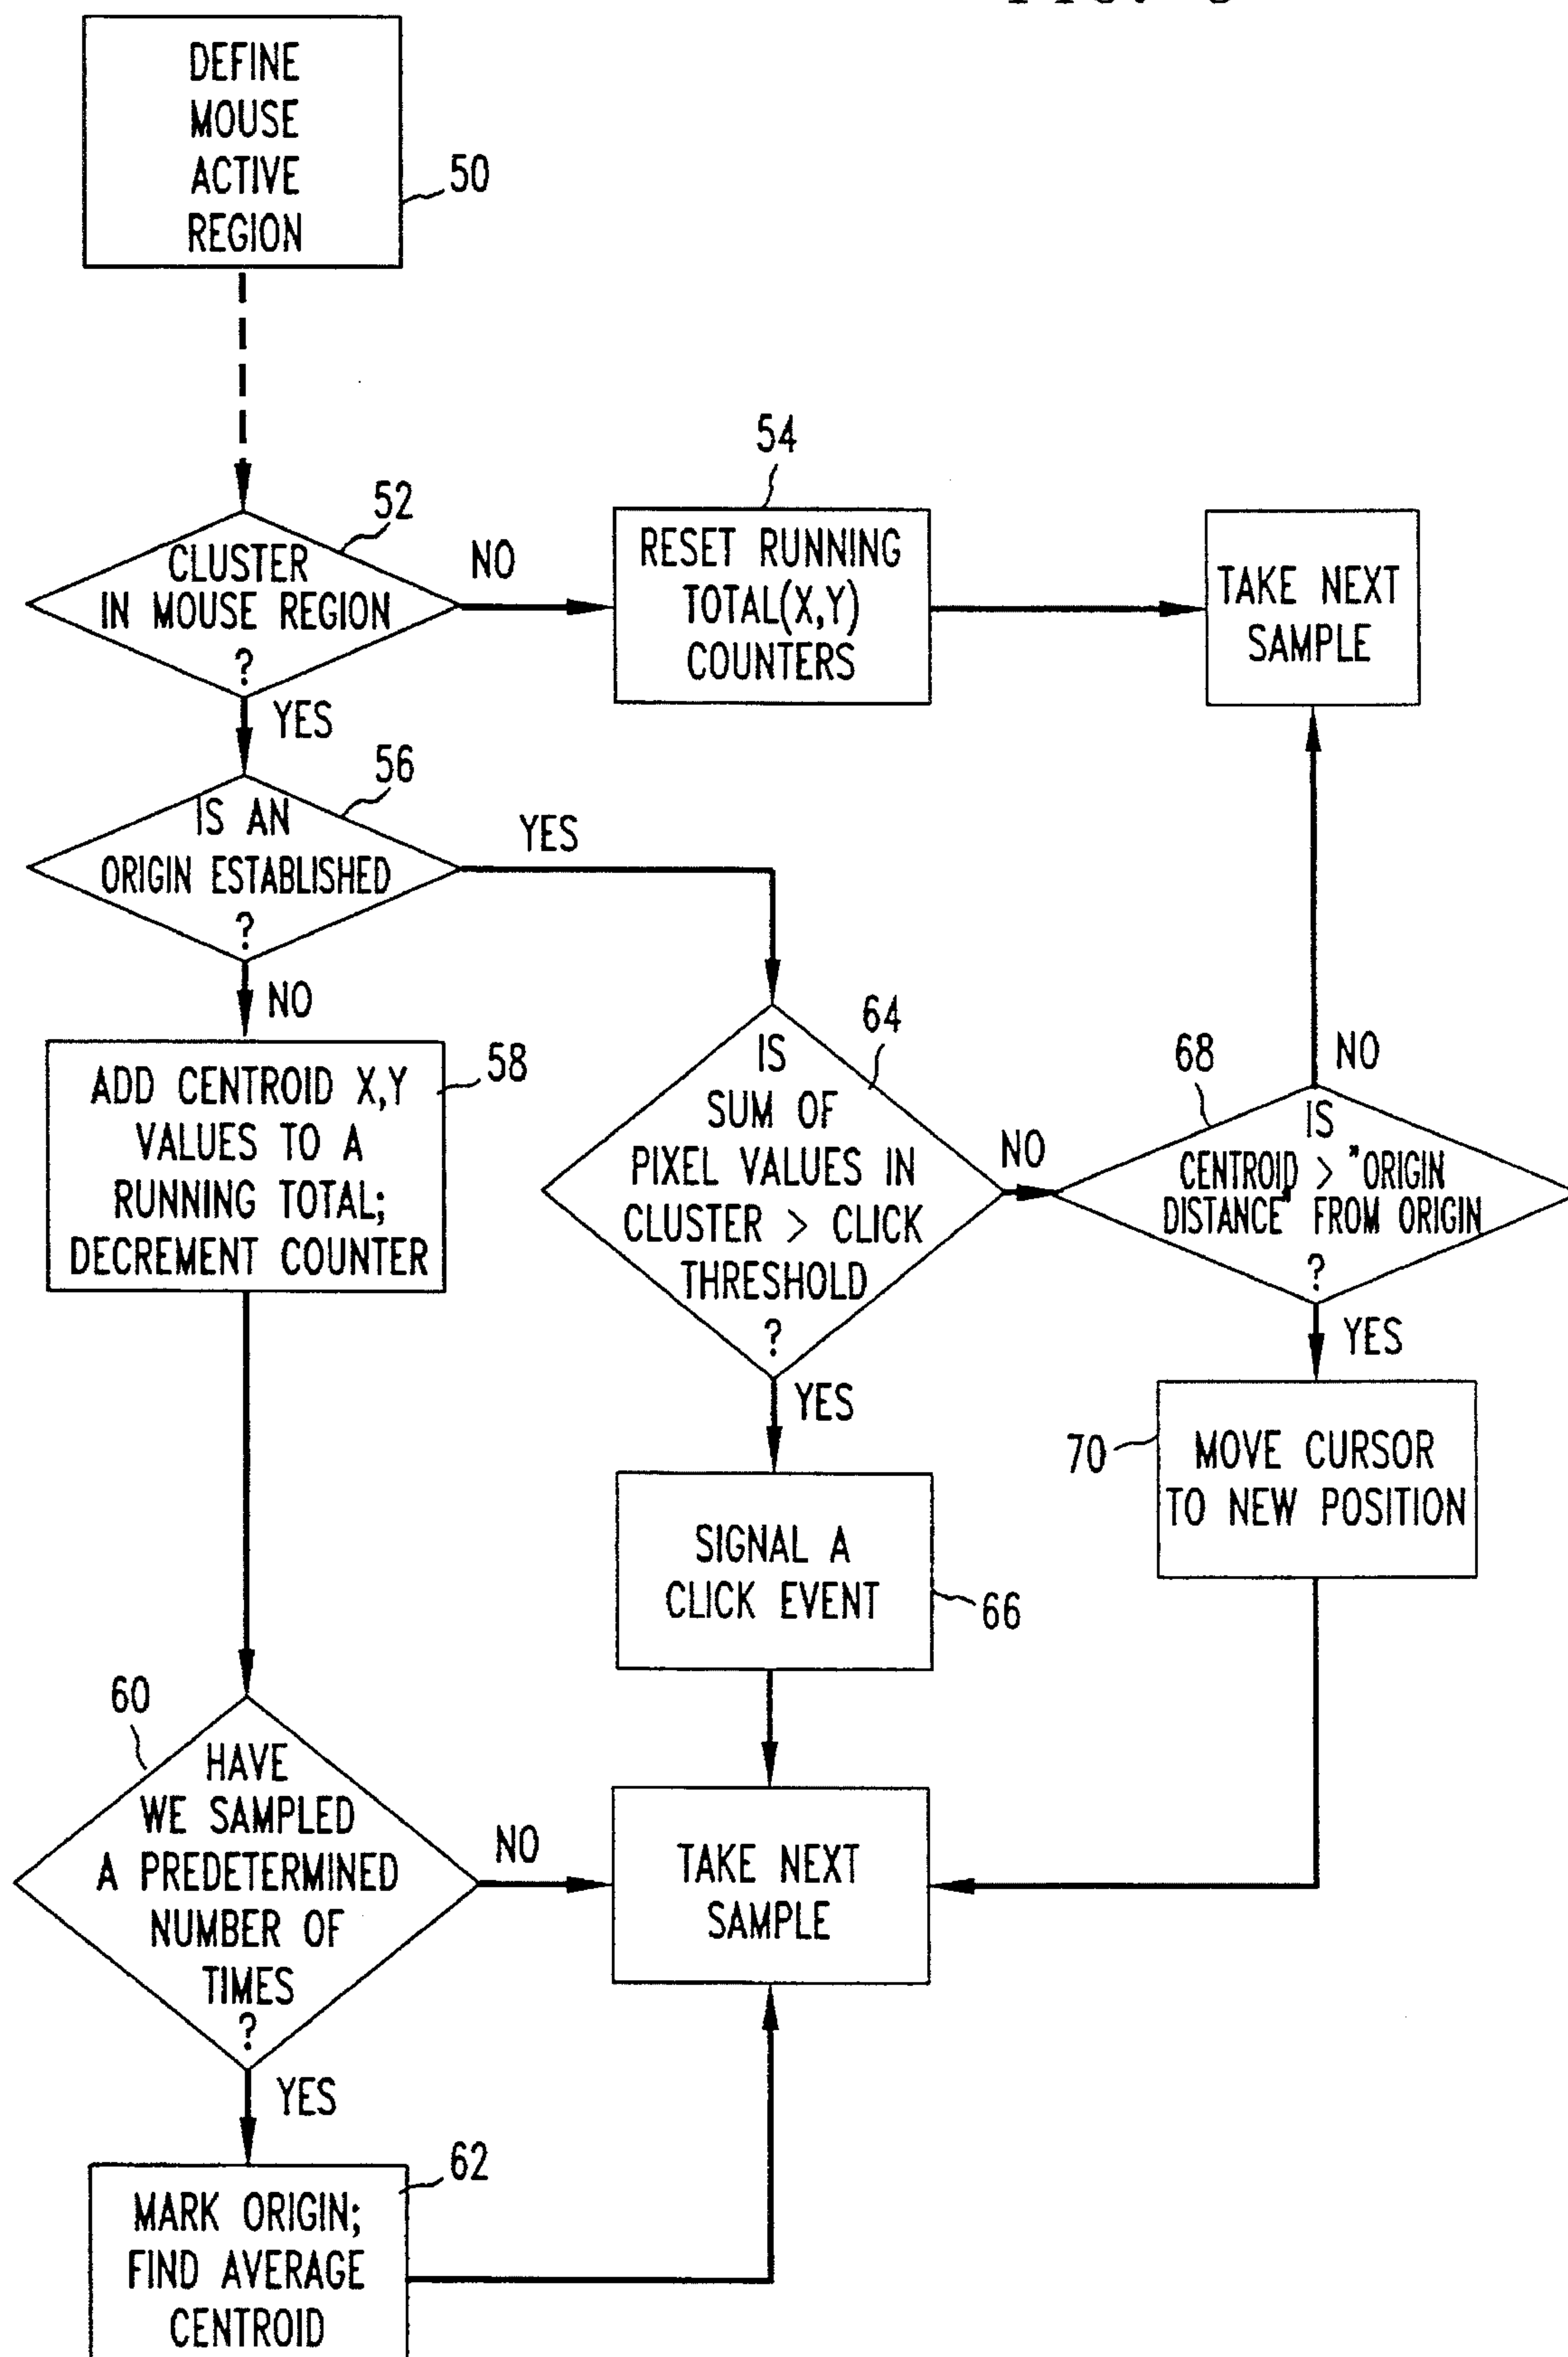 DEFINE
MOUSE
ACTIVE
REGION
50
52
CLUSTER
IN MOUSE REGION
?
NO
54
RESET RUNNING
TOTAL(X,Y)
COUNTERS
TAKE NEXT
SAMPLE
YES
56
IS AN
ORIGIN ESTABLISHED
?
YES
NO
58
ADD CENTROID X,Y
VALUES TO A
RUNNING TOTAL;
DECREMENT COUNTER
64
IS
SUM OF
PIXEL VALUES IN
CLUSTER > CLICK
THRESHOLD
?
NO
68
NO
IS
CENTROID > "ORIGIN
DISTANCE" FROM ORIGIN
?
YES
YES
70
MOVE CURSOR
TO NEW POSITION
SIGNAL A
CLICK EVENT
66
60
HAVE
WE SAMPLED
A PREDETERMINED
NUMBER OF
TIMES
?
NO
TAKE NEXT
SAMPLE
YES
62
MARK ORIGIN;
FIND AVERAGE
CENTROID